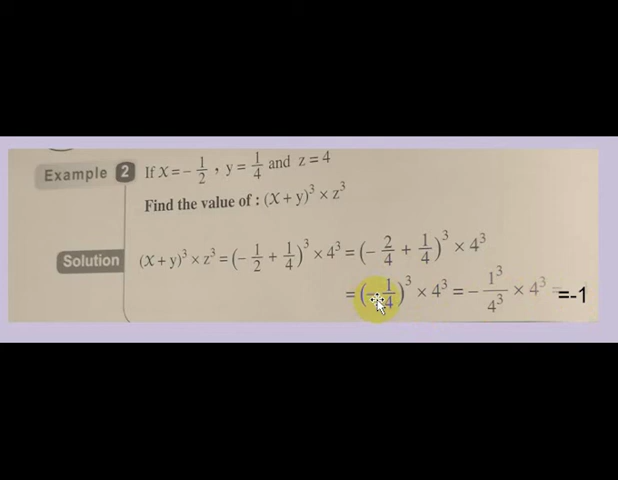 Example 2 If x = - 1/2 , y = 1/4 and z = 4
Find the value of : (x + y)³ × z³
Solution (x + y)³ × z³ = (- 1/2 + 1/4)³ × 4³ = (- 2/4 + 1/4)³ × 4³
= (- 1/4)³ × 4³ = - 1³/4³ × 4³ = =-1